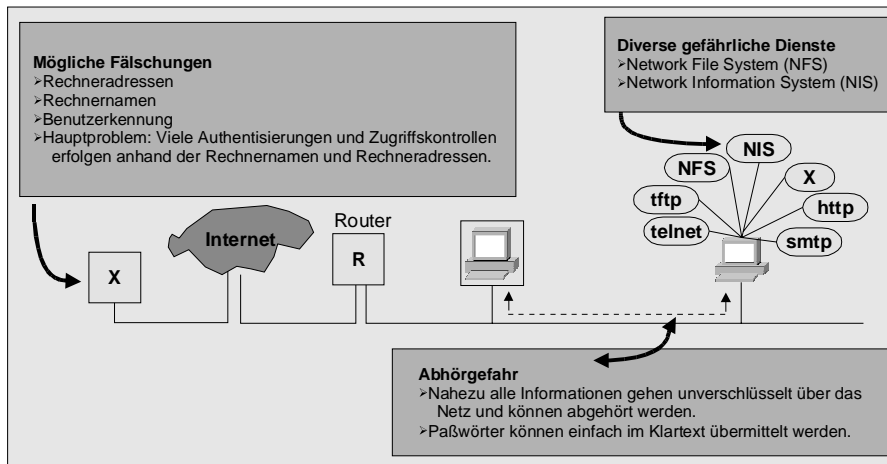 Mögliche Fälschungen
➢Rechneradressen
➢Rechnernamen
➢Benutzerkennung
➢Hauptproblem: Viele Authentisierungen und Zugriffskontrollen
erfolgen anhand der Rechnernamen und Rechneradressen.
Diverse gefährliche Dienste
➢Network File System (NFS)
➢Network Information System (NIS)
NIS
NFS
X
tftp
http
telnet
smtp
Internet
Router
R
X
Abhörgefahr
➢Nahezu alle Informationen gehen unverschlüsselt über das
Netz und können abgehört werden.
➢Paßwörter können einfach im Klartext übermittelt werden.